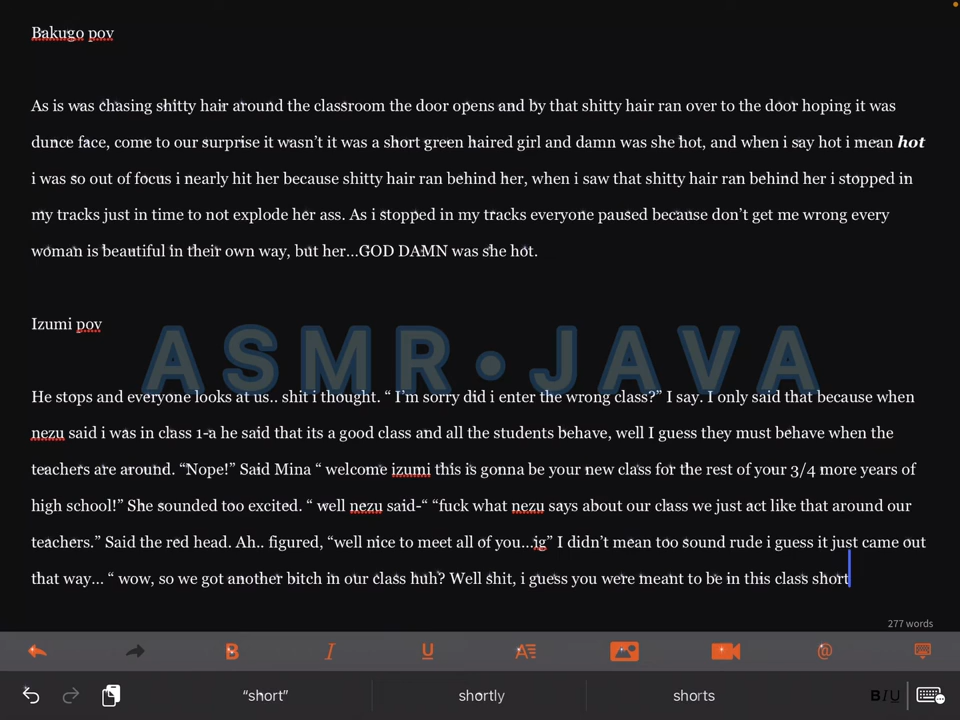 Bakugo pov
As is was chasing shitty hair around the classroom the door opens and by that shitty hair ran over to the door hoping it was
dunce face, come to our surprise it wasn’t it was a short green haired girl and damn was she hot, and when i say hot i mean hot
i was so out of focus i nearly hit her because shitty hair ran behind her, when i saw that shitty hair ran behind her i stopped in
my tracks just in time to not explode her ass. As i stopped in my tracks everyone paused because don’t get me wrong every
woman is beautiful in their own way, but her...GOD DAMN was she hot.
Izumi pov
ASMR•JAVA
He stops and everyone looks at us.. shit i thought. “ I’m sorry did i enter the wrong class?” I say. I only said that because when
nezu said i was in class 1-a he said that its a good class and all the students behave, well I guess they must behave when the
teachers are around. “Nope!” Said Mina “ welcome izumi this is gonna be your new class for the rest of your 3/4 more years of
high school!” She sounded too excited. “ well nezu said-“ “fuck what nezu says about our class we just act like that around our
teachers.” Said the red head. Ah.. figured, “well nice to meet all of you...ig” I didn’t mean too sound rude i guess it just came out
that way... “ wow, so we got another bitch in our class huh? Well shit, i guess you were meant to be in this class short
277 words
B I U A @
“short” shortly shorts B I U